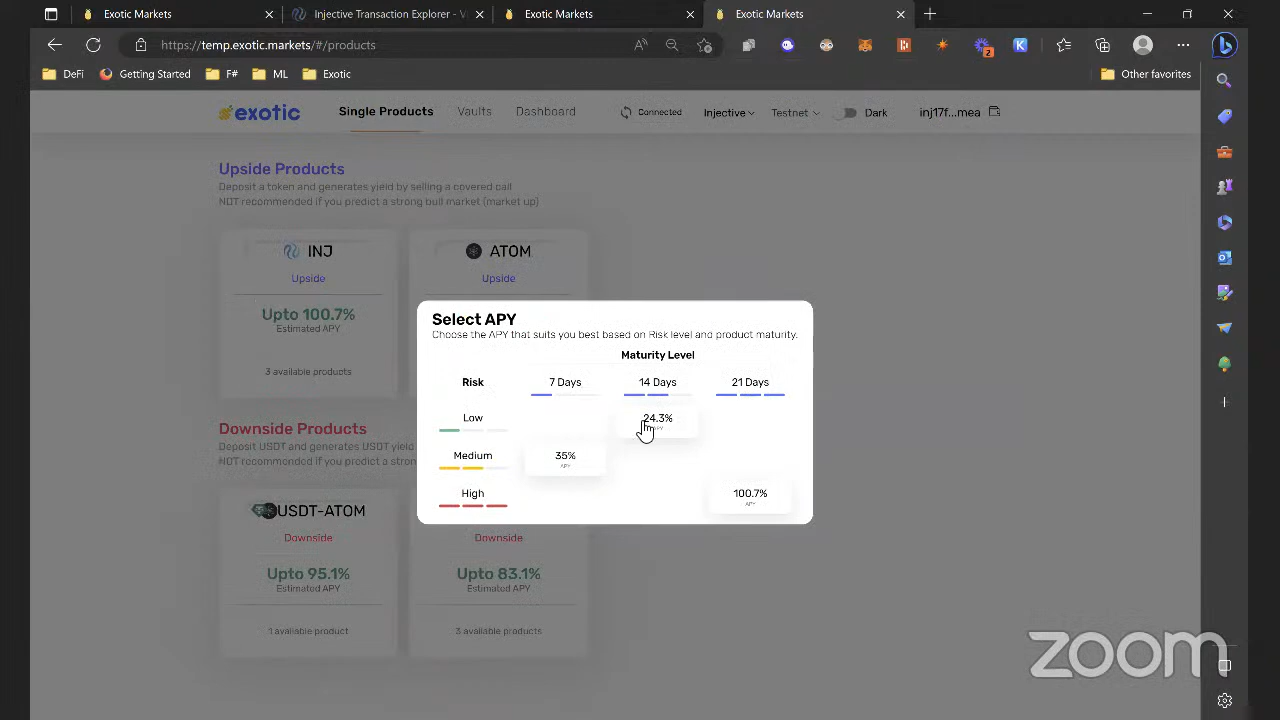 Exotic Markets
Injective Transaction Explorer - V
Exotic Markets
Exotic Markets
https://temp.exotic.markets/#/products
2
K
DeFi
Getting Started
F#
ML
Exotic
Other favorites
exotic
Single Products
Vaults
Dashboard
Connected
Injective
Testnet
Dark
inj17f...mea
Upside Products
Deposit a token and generates yield by selling a covered call
NOT recommended if you predict a strong bull market (market up)
INJ
ATOM
Upside
Upside
Upto 100.7%
Estimated APY
3 available products
Select APY
Choose the APY that suits you best based on Risk level and product maturity.
Maturity Level
Risk
7 Days
14 Days
21 Days
Low
24.3%
APY
Medium
35%
APY
High
100.7%
APY
Downside Products
Deposit USDT and generates USDT yield
NOT recommended if you predict a stron
USDT-ATOM
Downside
Downside
Upto 95.1%
Upto 83.1%
Estimated APY
Estimated APY
1 available product
3 available products
zoom